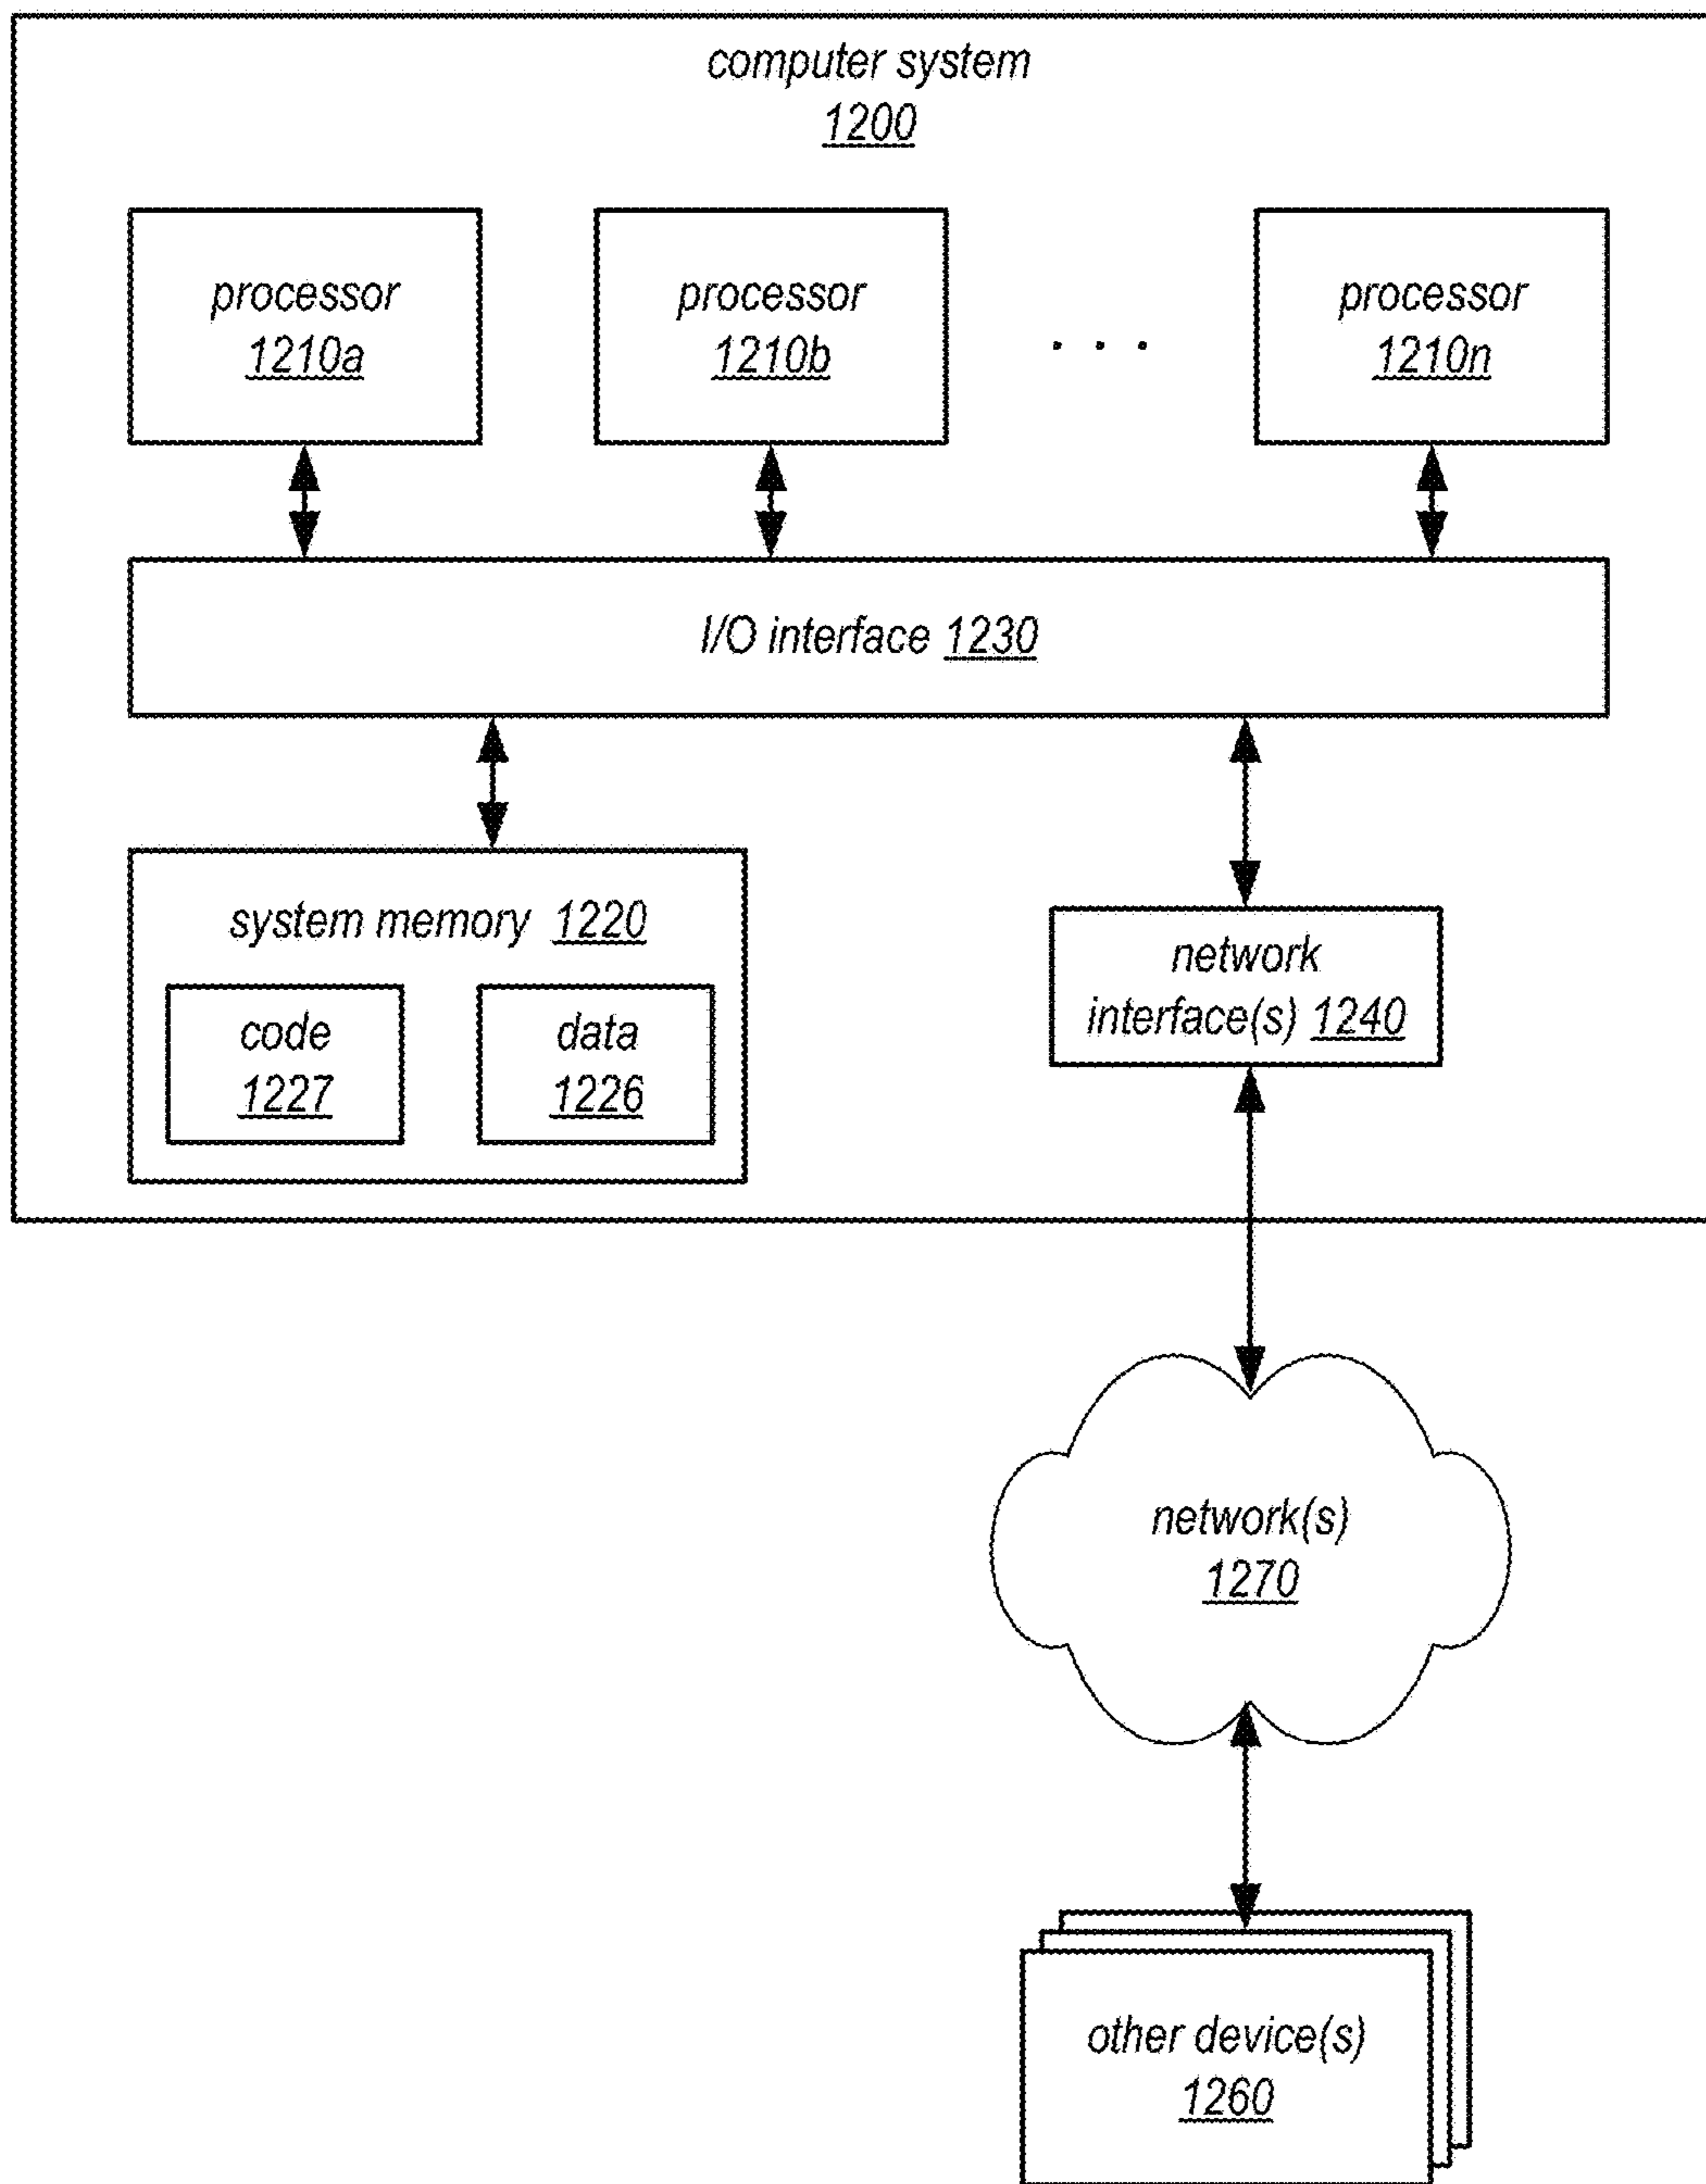 computer system
1200
processor
1210a
processor
1210b
. . .
processor
1210n
I/O interface 1230
system memory 1220
code
1227
data
1226
network
interface(s) 1240
network(s)
1270
other device(s)
1260